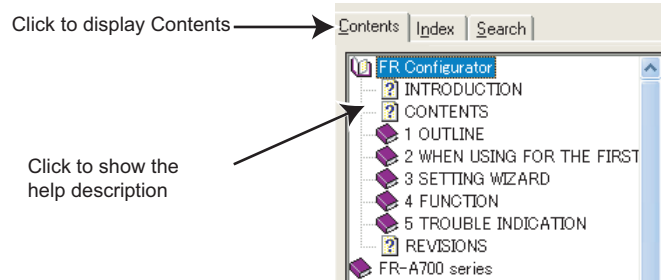 Click to display Contents
Contents Index Search
FR Configurator
INTRODUCTION
CONTENTS
1 OUTLINE
2 WHEN USING FOR THE FIRST
3 SETTING WIZARD
4 FUNCTION
5 TROUBLE INDICATION
REVISIONS
FR-A700 series
Click to show the
help description